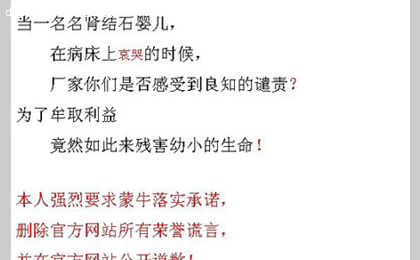 当一名名肾结石婴儿，
在病床上哀哭的时候，
厂家你们是否感受到良知的谴责？
为了牟取利益
竟然如此来残害幼小的生命！
本人强烈要求蒙牛落实承诺，
删除官方网站所有荣誉谎言，
并在官方网站公开道歉！